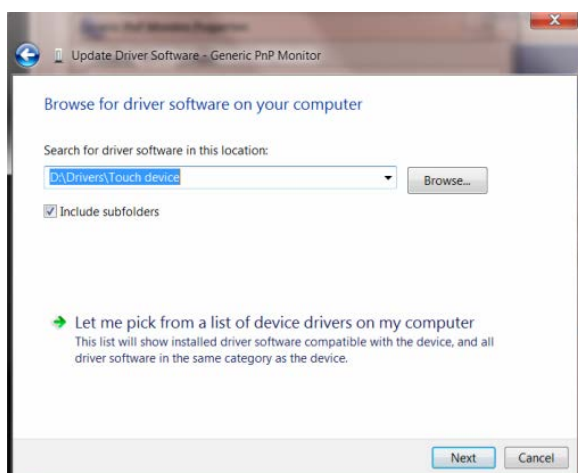 Update Driver Software - Generic PnP Monitor
Browse for driver software on your computer
Search for driver software in this location:
D:\Drivers\Touch device
Browse...
Include subfolders
Let me pick from a list of device drivers on my computer
This list will show installed driver software compatible with the device, and all
driver software in the same category as the device.
Next
Cancel